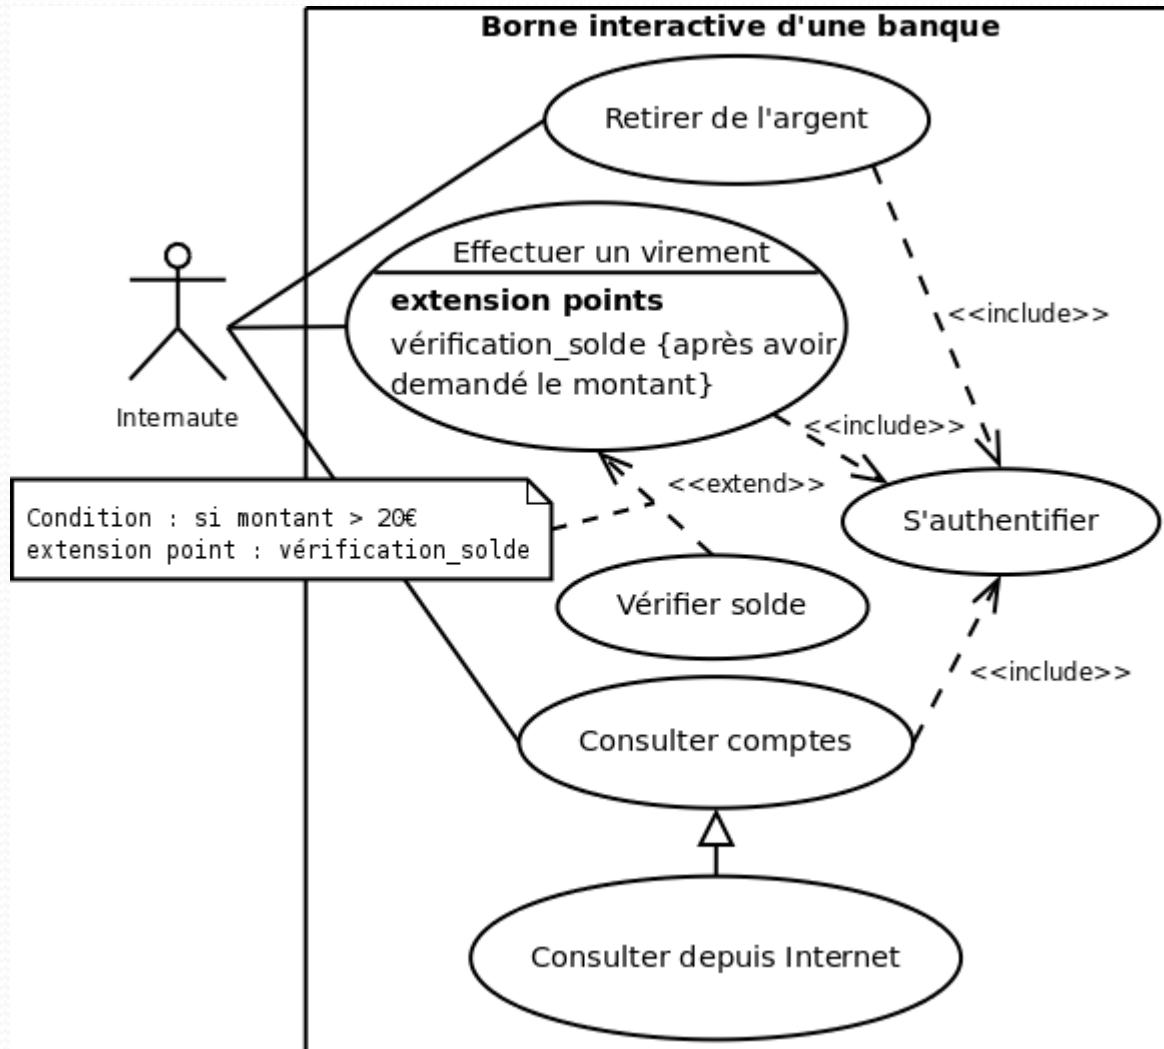 Borne interactive d'une banque
Retirer de l'argent
Effectuer un virement
extension points
vérification_solde {après avoir
demandé le montant}
<<include>>
Internaute
<<include>>
<<extend>>
Condition : si montant > 20€
extension point : vérification_solde
S'authentifier
Vérifier solde
<<include>>
Consulter comptes
Consulter depuis Internet